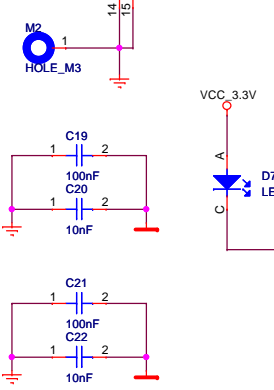 14
15
M2
1
HOLE_M3
VCC_3.3V
C19
1 2
100nF
C20
1 2
10nF
A
D7
LE
C
C21
1 2
100nF
C22
1 2
10nF